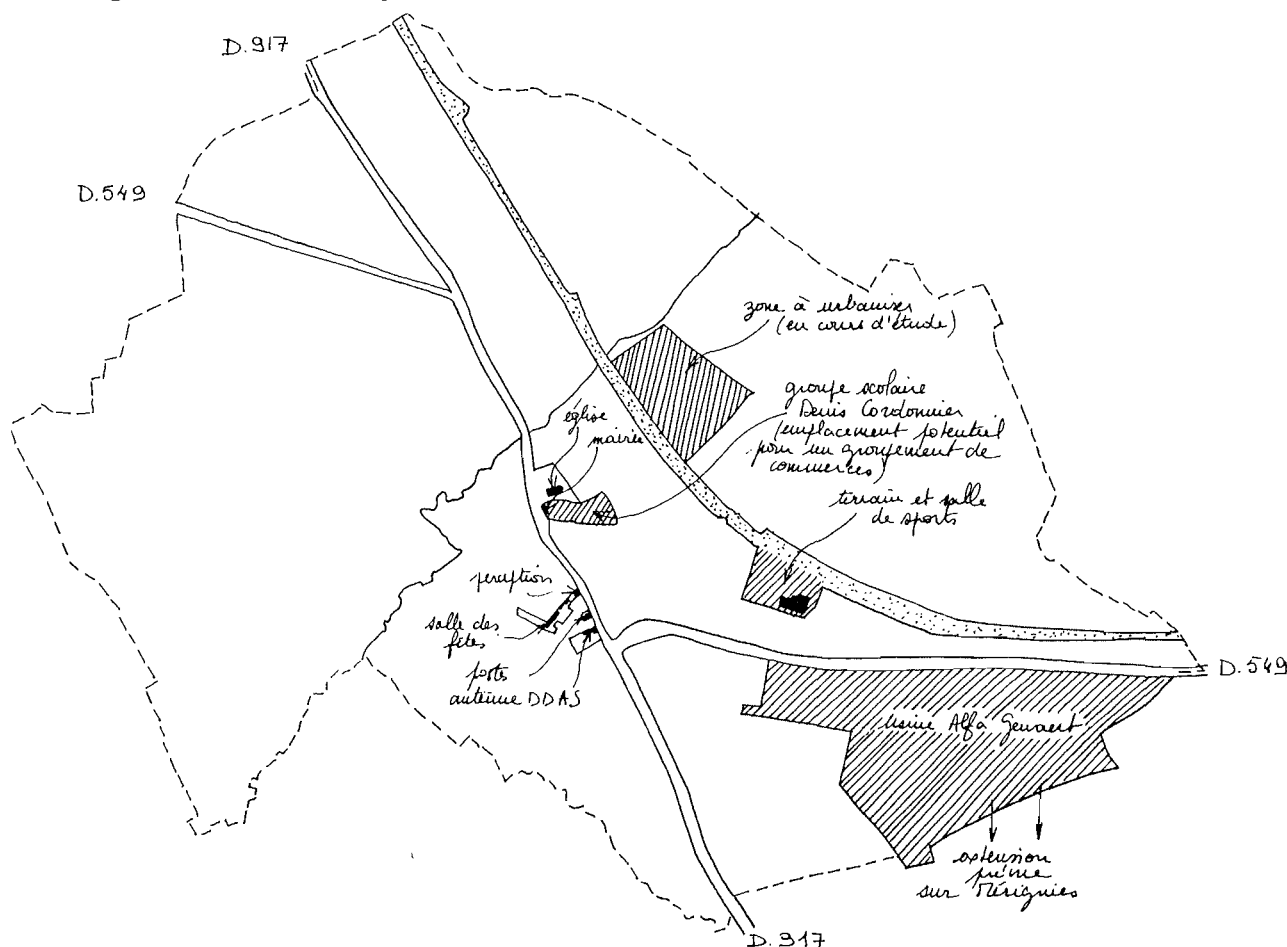 D.917
D.549
zone à urbaniser
(en cours d'étude)
groupe scolaire
Denis Cordonnier
(emplacement potentiel
pour un groupement de
commerces)
église
mairie
terrain et salle
de sports
perception
salle des
fêtes
postes
antenne DDAS
D.549
Usine Alfa Gevaert
extension
prévue
sur Mérignies
D.917